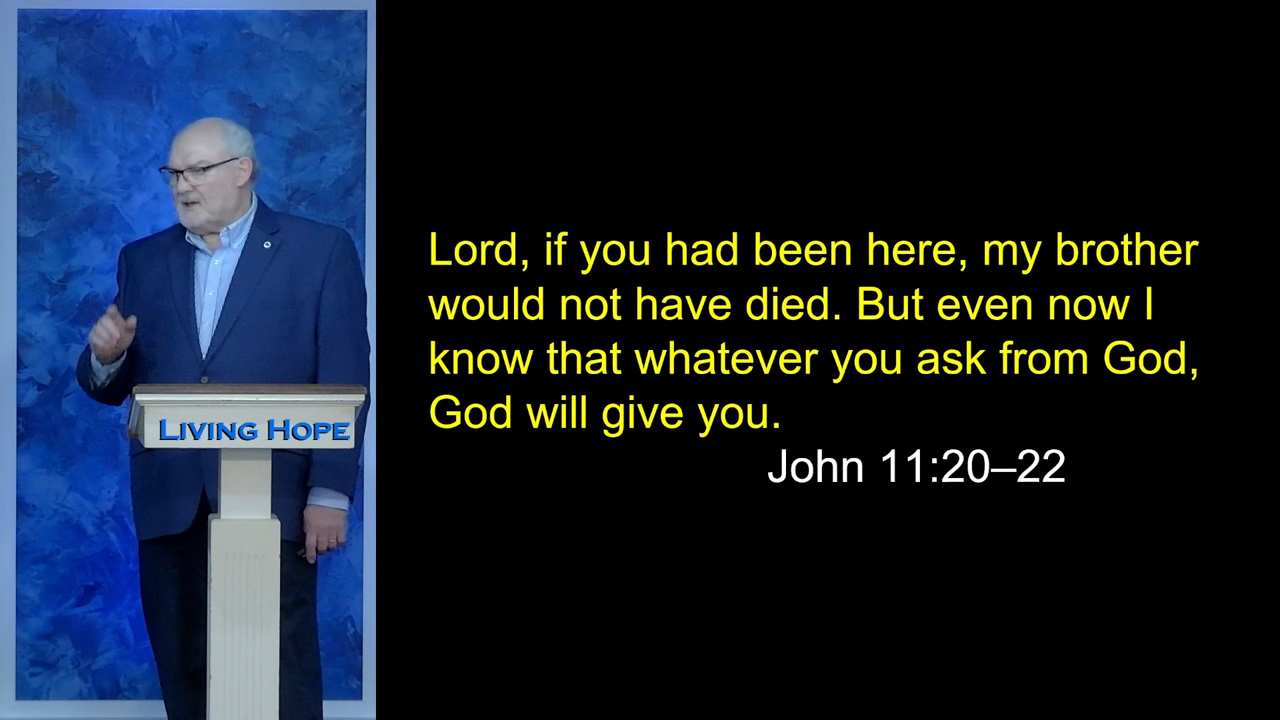 LIVING HOPE
Lord, if you had been here, my brother
would not have died. But even now I
know that whatever you ask from God,
God will give you.
John 11:20–22